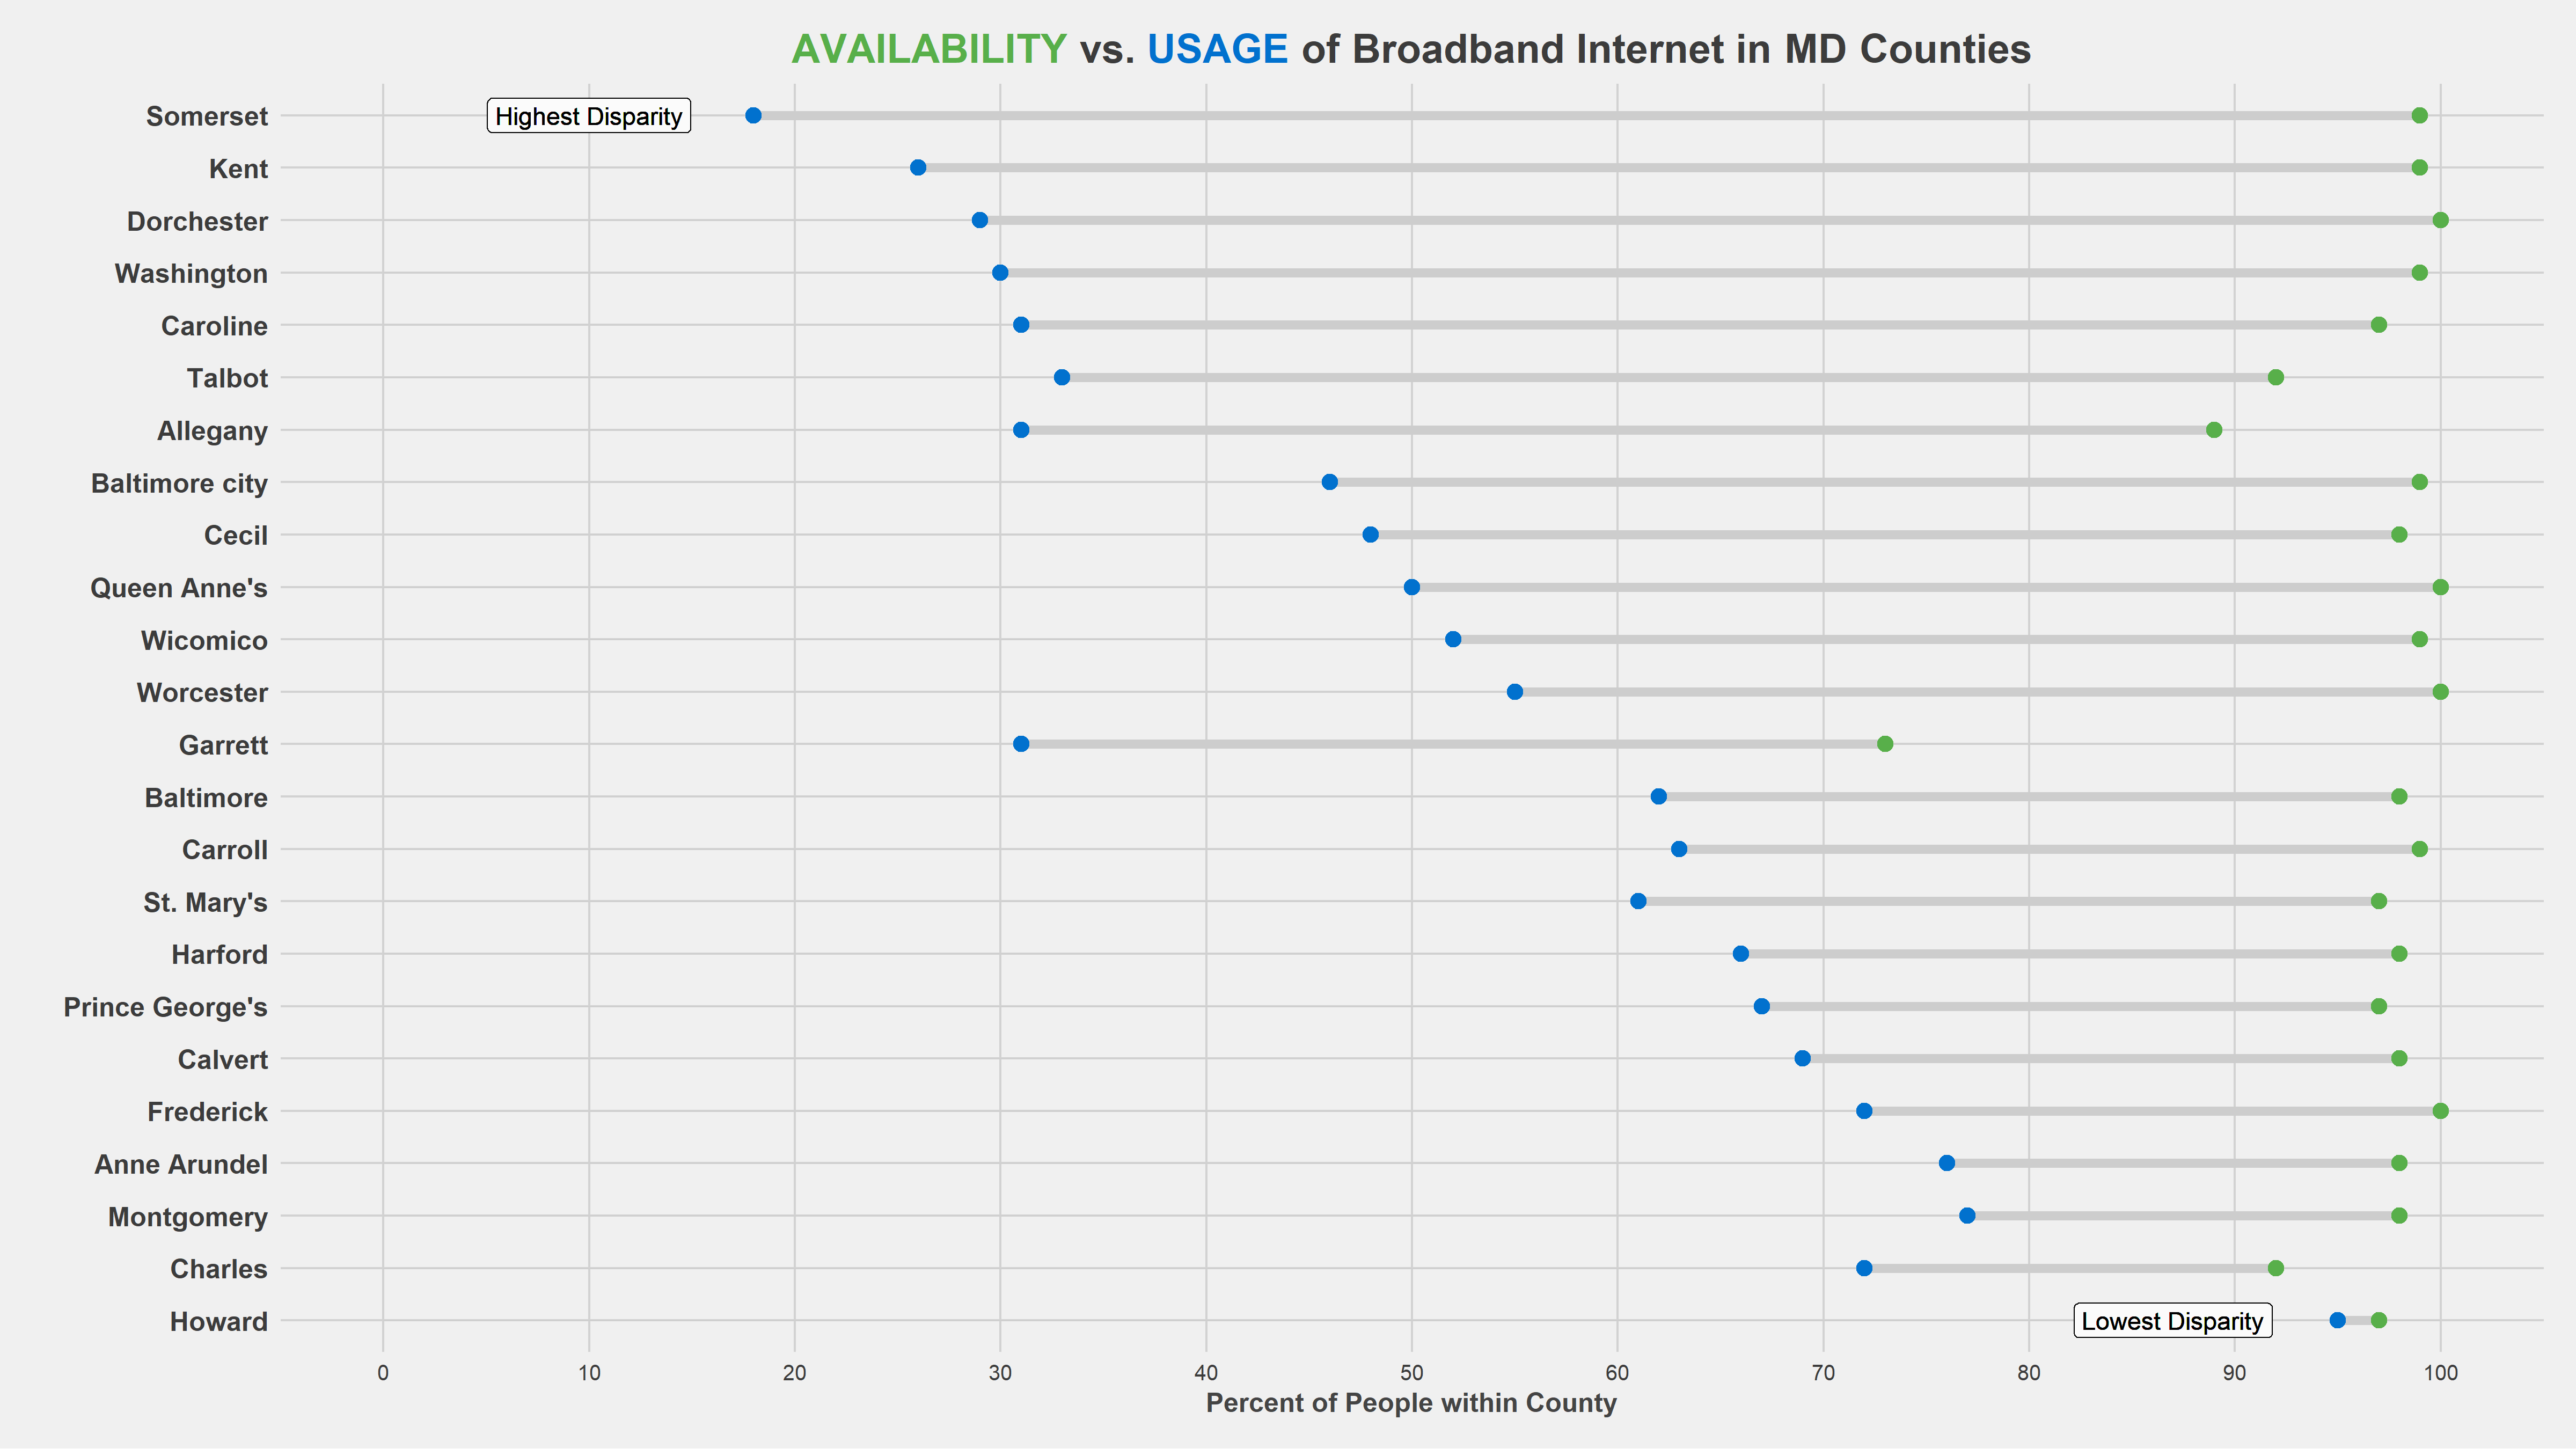 AVAILABILITY vs. USAGE of Broadband Internet in MD Counties
Somerset
Highest Disparity
Kent
Dorchester
Washington
Caroline
Talbot
Allegany
Baltimore city
Cecil
Queen Anne's
Wicomico
Worcester
Garrett
Baltimore
Carroll
St. Mary's
Harford
Prince George's
Calvert
Frederick
Anne Arundel
Montgomery
Charles
Howard
Lowest Disparity
0 10 20 30 40 50 60 70 80 90 100
Percent of People within County